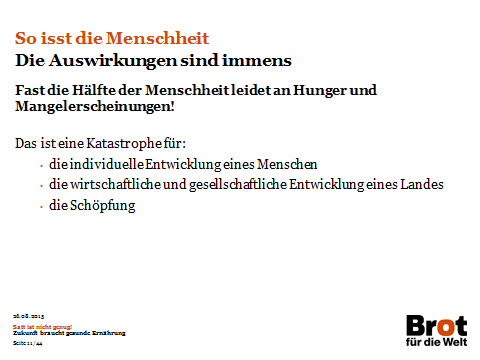 So isst die Menschheit
Die Auswirkungen sind immens
Fast die Hälfte der Menschheit leidet an Hunger und
Mangelerscheinungen!
Das ist eine Katastrophe für:
· die individuelle Entwicklung eines Menschen
· die wirtschaftliche und gesellschaftliche Entwicklung eines Landes
· die Schöpfung
26.08.2015
Satt ist nicht genug!
Zukunft braucht gesunde Ernährung
Seite 11/44
Brot
für die Welt